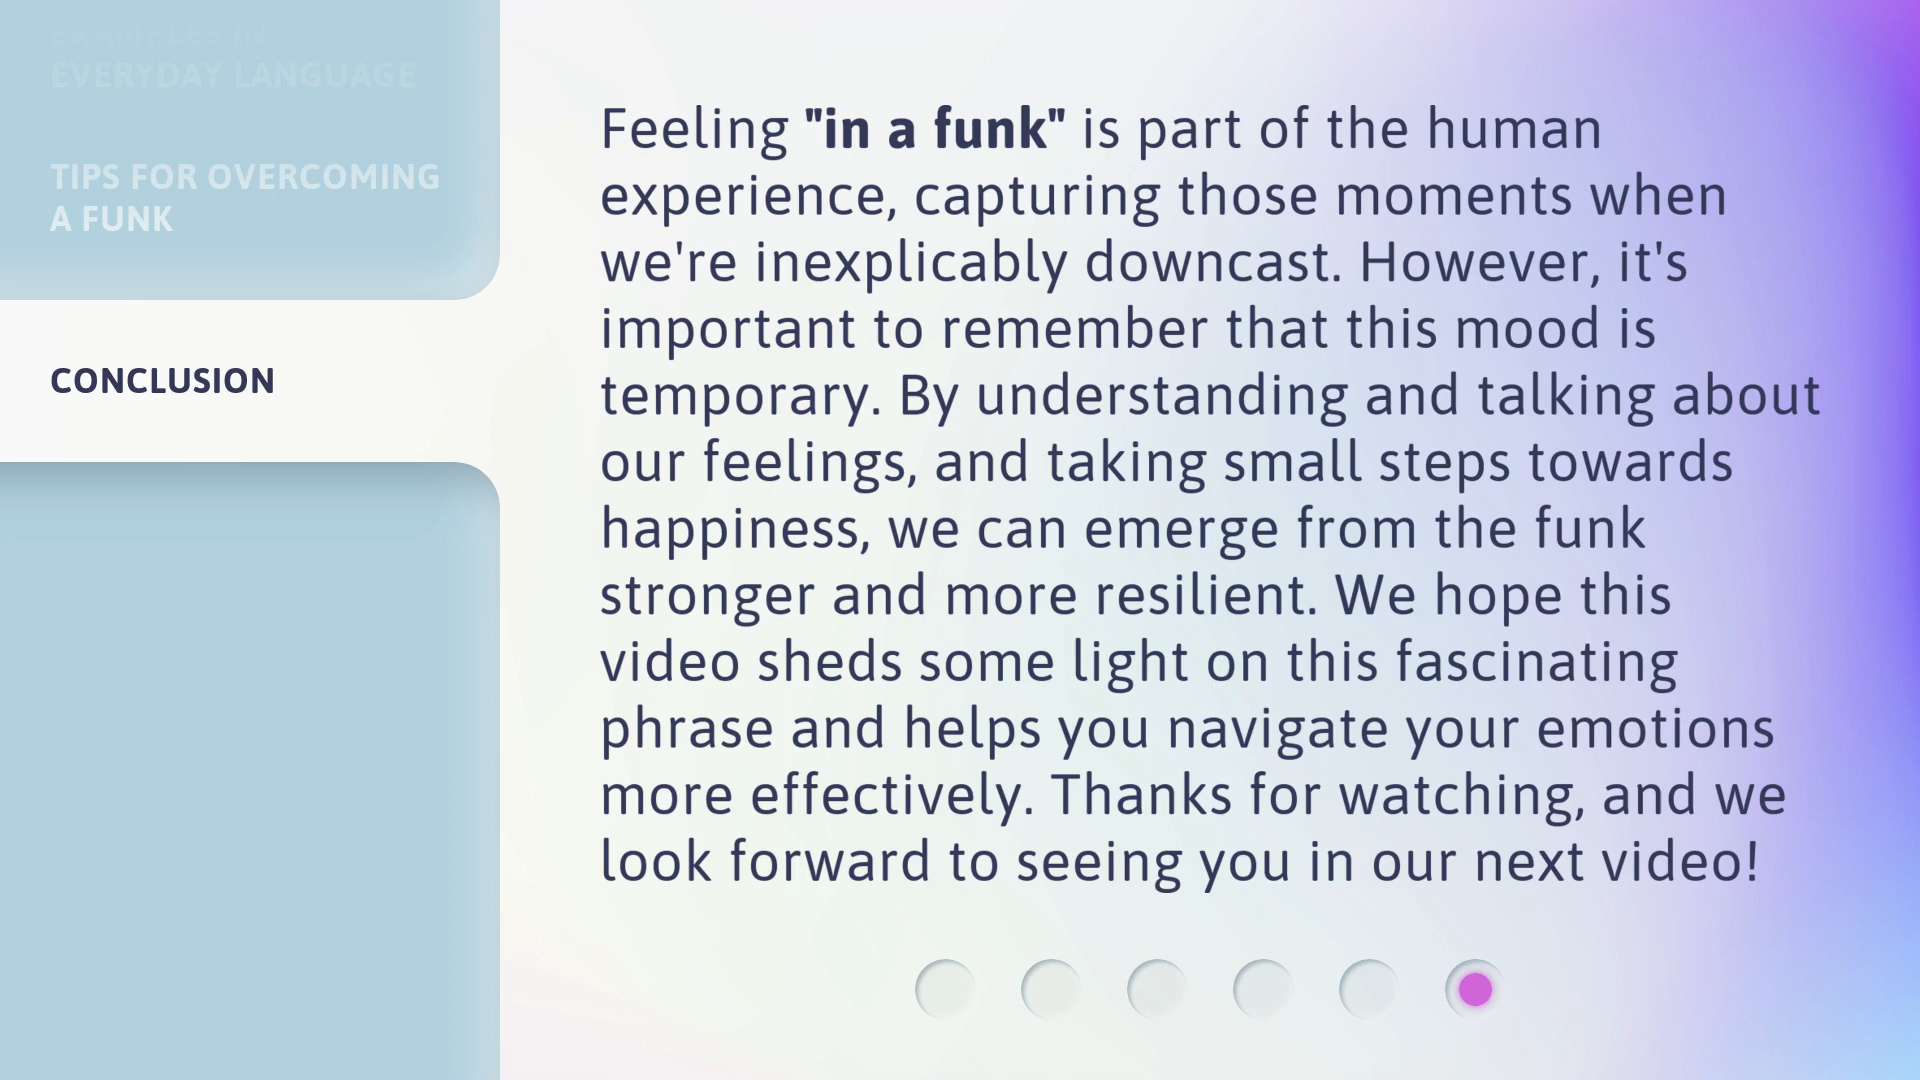 EXAMPLES IN
EVERYDAY LANGUAGE
TIPS FOR OVERCOMING
A FUNK
CONCLUSION
Feeling "in a funk" is part of the human
experience, capturing those moments when
we're inexplicably downcast. However, it's
important to remember that this mood is
temporary. By understanding and talking about
our feelings, and taking small steps towards
happiness, we can emerge from the funk
stronger and more resilient. We hope this
video sheds some light on this fascinating
phrase and helps you navigate your emotions
more effectively. Thanks for watching, and we
look forward to seeing you in our next video!